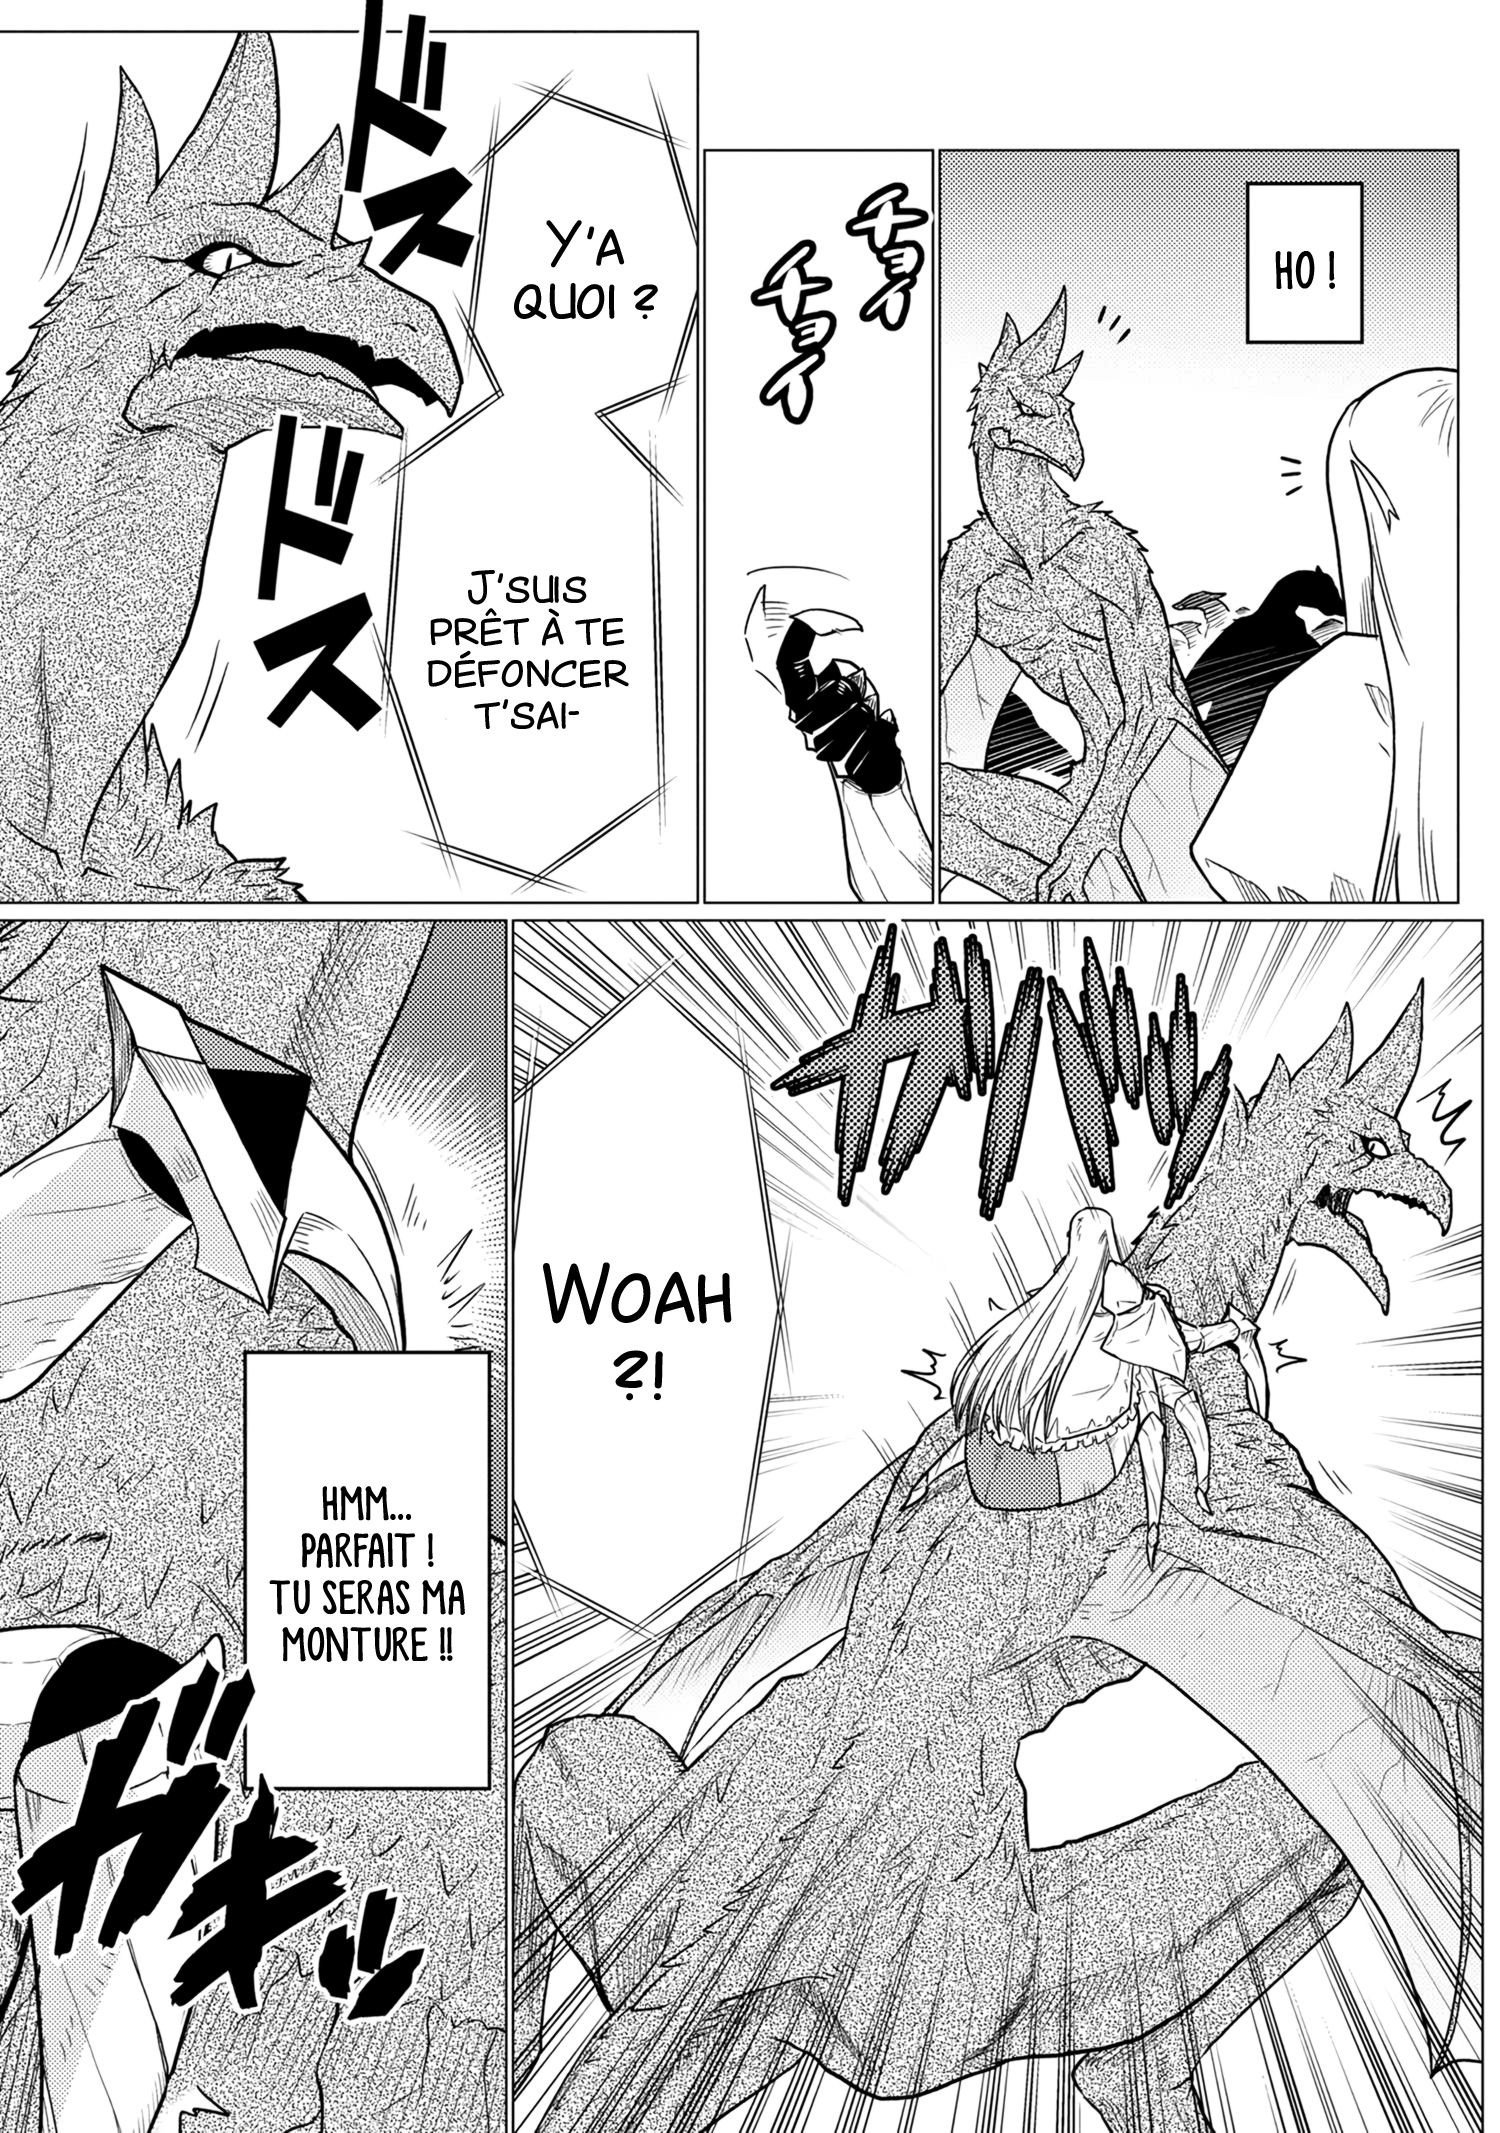 HO !
チョイ
チョイ
Y'A
QUOI ?
J'SUIS
PRÊT À TE
DÉFONCER
T'SAI-
ドス
ドス
ガバッ
WOAH
?!
HMM...
PARFAIT !
TU SERAS MA
MONTURE !!
ガギッ